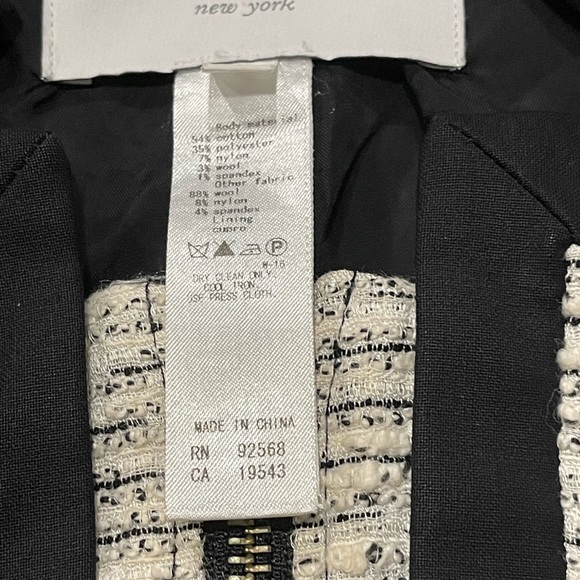 new york
Body material
54% cotton
35% polyester
7% nylon
3% wool
1% spandex
Other fabric
88% wool
8% nylon
4% spandex
Lining
cupro
P
W-16
DRY CLEAN ONLY.
COOL IRON.
USE PRESS CLOTH.
MADE IN CHINA
RN 92568
CA 19543